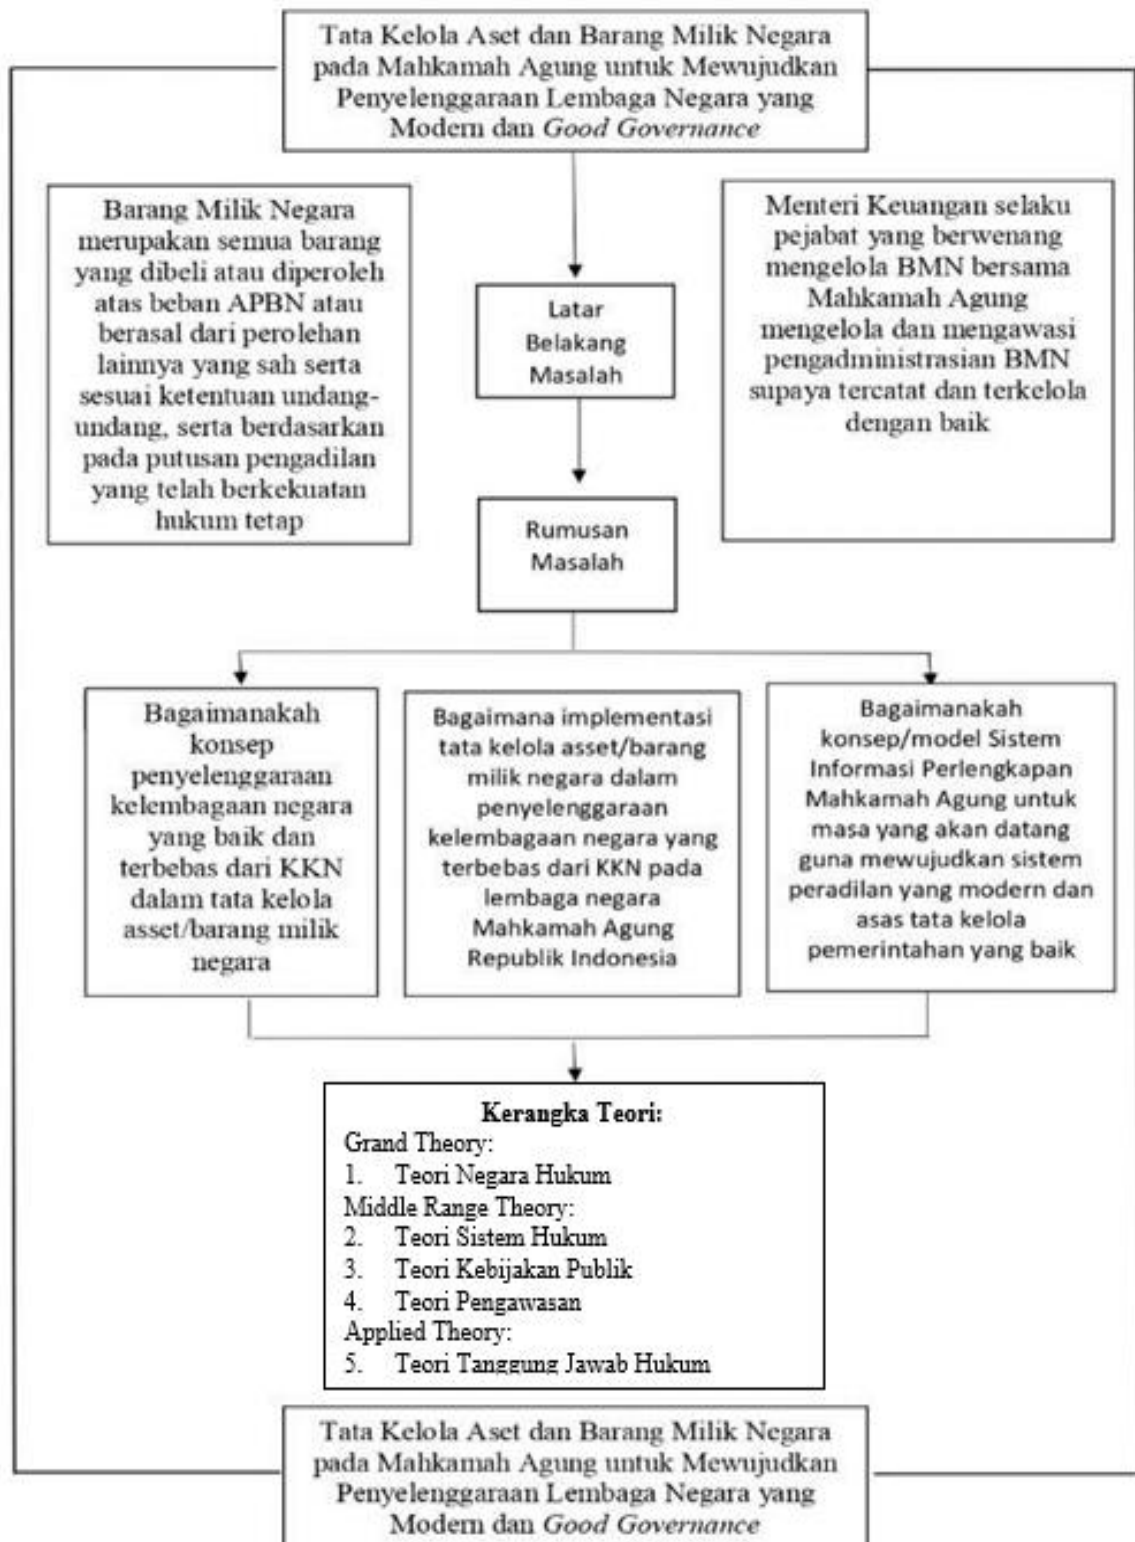 Tata Kelola Aset dan Barang Milik Negara
pada Mahkamah Agung untuk Mewujudkan
Penyelenggaraan Lembaga Negara yang
Modern dan Good Governance
Barang Milik Negara
merupakan semua barang
yang dibeli atau diperoleh
atas beban APBN atau
berasal dari perolehan
lainnya yang sah serta
sesuai ketentuan undang-
undang, serta berdasarkan
pada putusan pengadilan
yang telah berkekuatan
hukum tetap
Latar
Belakang
Masalah
Menteri Keuangan selaku
pejabat yang berwenang
mengelola BMN bersama
Mahkamah Agung
mengelola dan mengawasi
pengadministrasian BMN
supaya tercatat dan terkelola
dengan baik
Rumusan
Masalah
Bagaimanakah
konsep
penyelenggaraan
kelembagaan negara
yang baik dan
terbebas dari KKN
dalam tata kelola
asset/barang milik
negara
Bagaimana implementasi
tata kelola asset/barang
milik negara dalam
penyelenggaraan
kelembagaan negara yang
terbebas dari KKN pada
lembaga negara
Mahkamah Agung
Republik Indonesia
Bagaimanakah
konsep/model Sistem
Informasi Perlengkapan
Mahkamah Agung untuk
masa yang akan datang
guna mewujudkan sistem
peradilan yang modern dan
asas tata kelola
pemerintahan yang baik
Kerangka Teori:
Grand Theory:
1. Teori Negara Hukum
Middle Range Theory:
2. Teori Sistem Hukum
3. Teori Kebijakan Publik
4. Teori Pengawasan
Applied Theory:
5. Teori Tanggung Jawab Hukum
Tata Kelola Aset dan Barang Milik Negara
pada Mahkamah Agung untuk Mewujudkan
Penyelenggaraan Lembaga Negara yang
Modern dan Good Governance